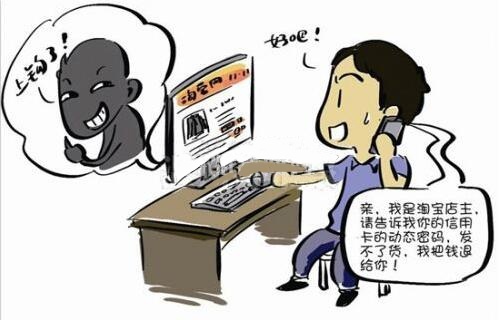 上钩了!
好吧!
淘宝网 11.11
亲,我是淘宝店主,
请告诉我你的信用
卡的动态密码,发
不了货,我把钱退
给你!